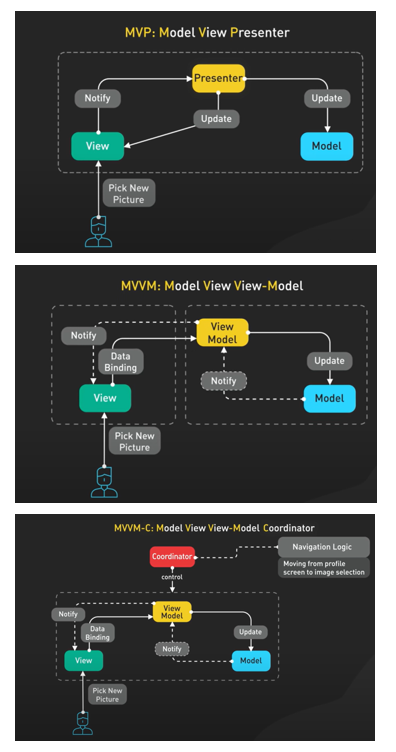 MVP: Model View Presenter
Presenter
Notify
Update
Update
View
Model
Pick New
Picture
MVVM: Model View View-Model
View
Model
Notify
Data
Binding
Update
Notify
View
Model
Pick New
Picture
MVVM-C: Model View View-Model Coordinator
Coordinator
Navigation Logic
Moving from profile
screen to image selection
control
View
Model
Notify
Data
Binding
Update
Notify
View
Model
Pick New
Picture